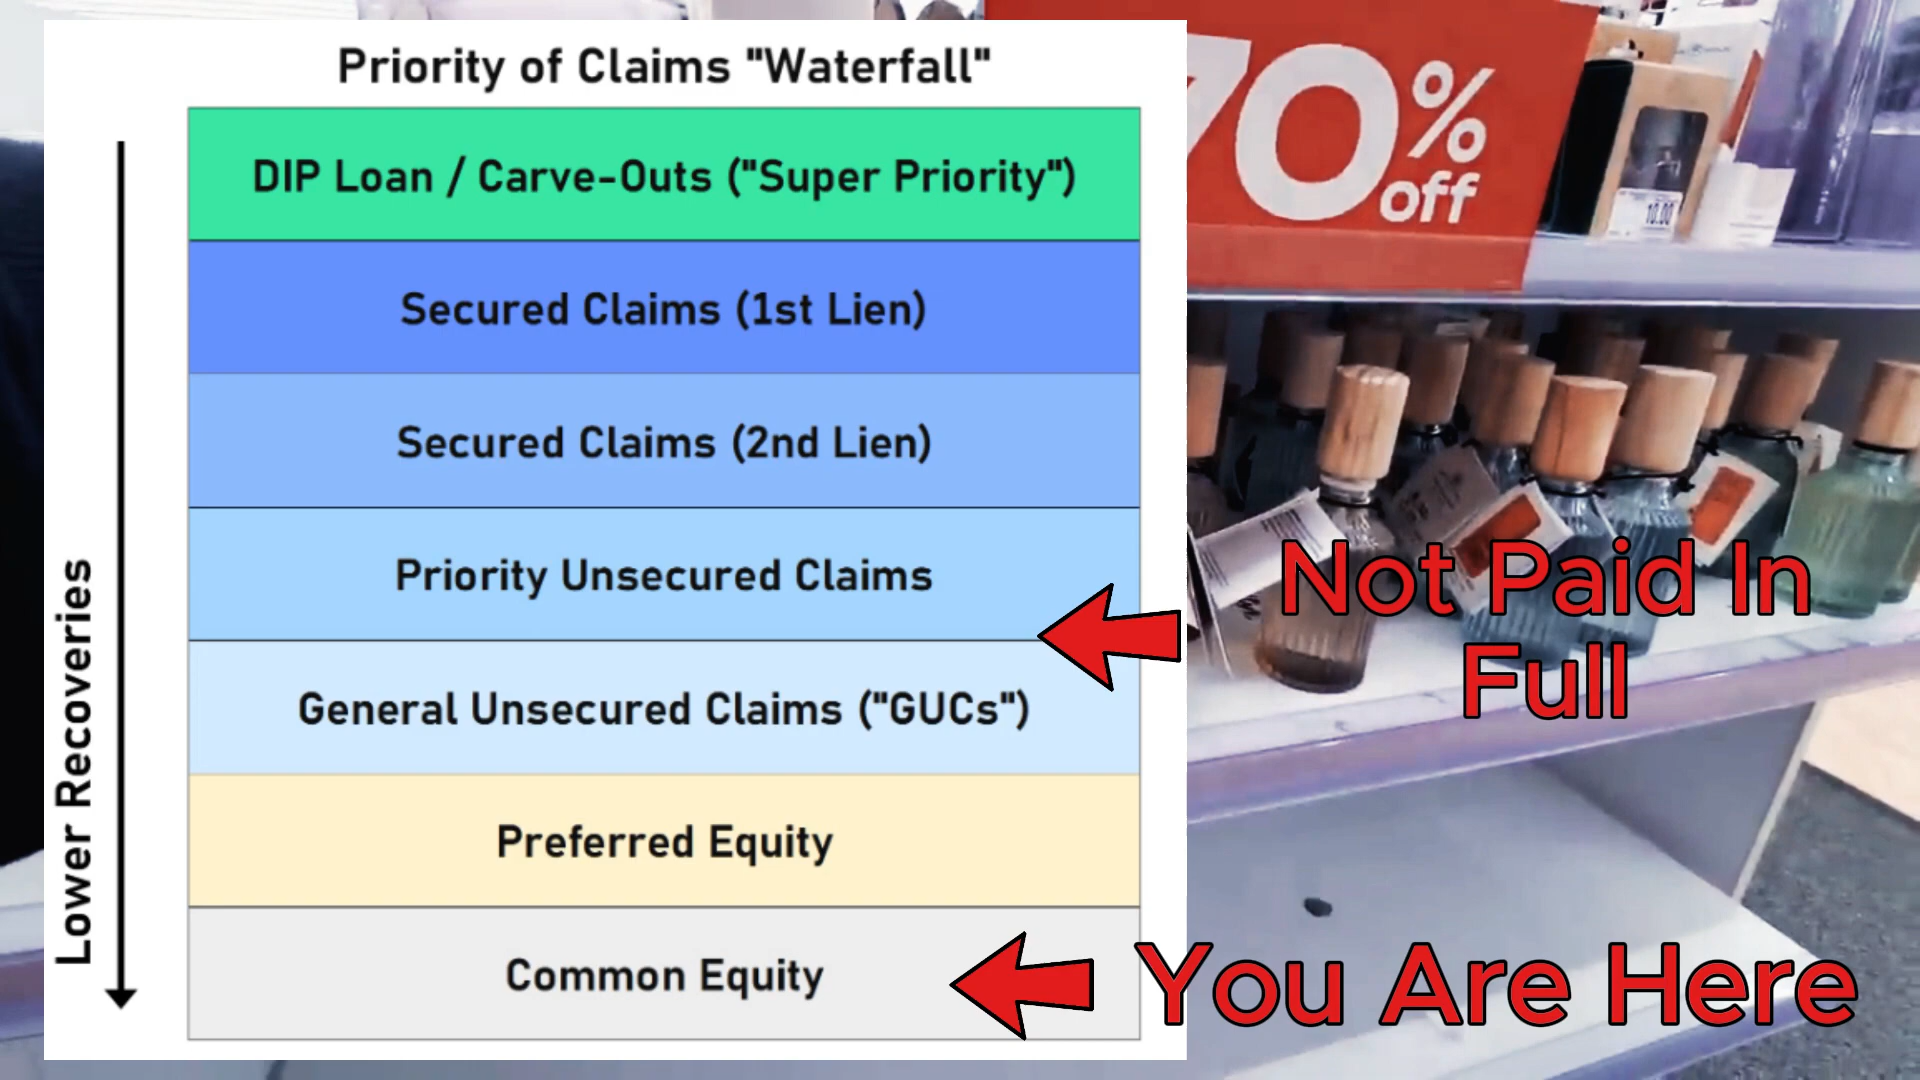 Priority of Claims "Waterfall"
DIP Loan / Carve-Outs ("Super Priority")
Secured Claims (1st Lien)
Secured Claims (2nd Lien)
Priority Unsecured Claims
General Unsecured Claims ("GUCs")
Preferred Equity
Common Equity
Lower Recoveries
70% off
10.00
Not Paid In
Full
You Are Here